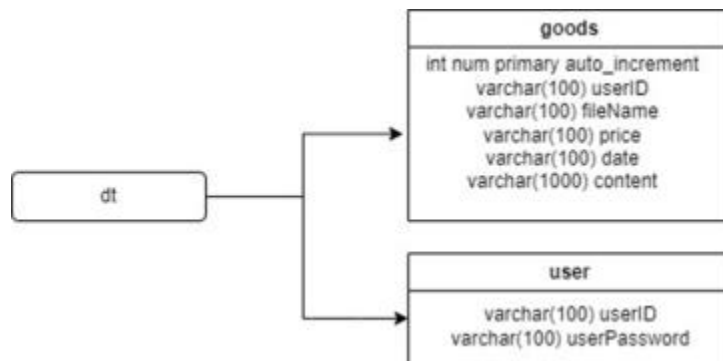 goods
int num primary auto_increment
varchar(100) userID
varchar(100) fileName
varchar(100) price
varchar(100) date
varchar(1000) content
dt
user
varchar(100) userID
varchar(100) userPassword